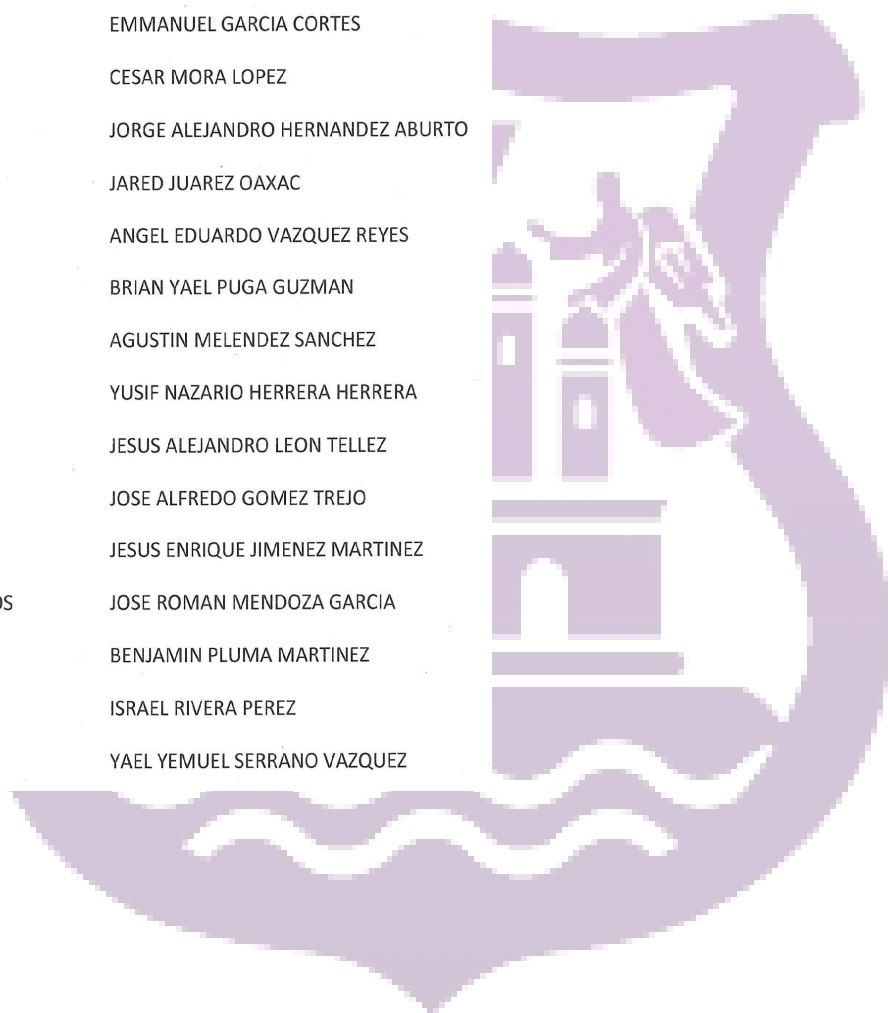 EMMANUEL GARCIA CORTES
CESAR MORA LOPEZ
JORGE ALEJANDRO HERNANDEZ ABURTO
JARED JUAREZ OAXAC
ANGEL EDUARDO VAZQUEZ REYES
BRIAN YAEL PUGA GUZMAN
AGUSTIN MELENDEZ SANCHEZ
YUSIF NAZARIO HERRERA HERRERA
JESUS ALEJANDRO LEON TELLEZ
JOSE ALFREDO GOMEZ TREJO
JESUS ENRIQUE JIMENEZ MARTINEZ
JOSE ROMAN MENDOZA GARCIA
BENJAMIN PLUMA MARTINEZ
ISRAEL RIVERA PEREZ
YAEL YEMUEL SERRANO VAZQUEZ